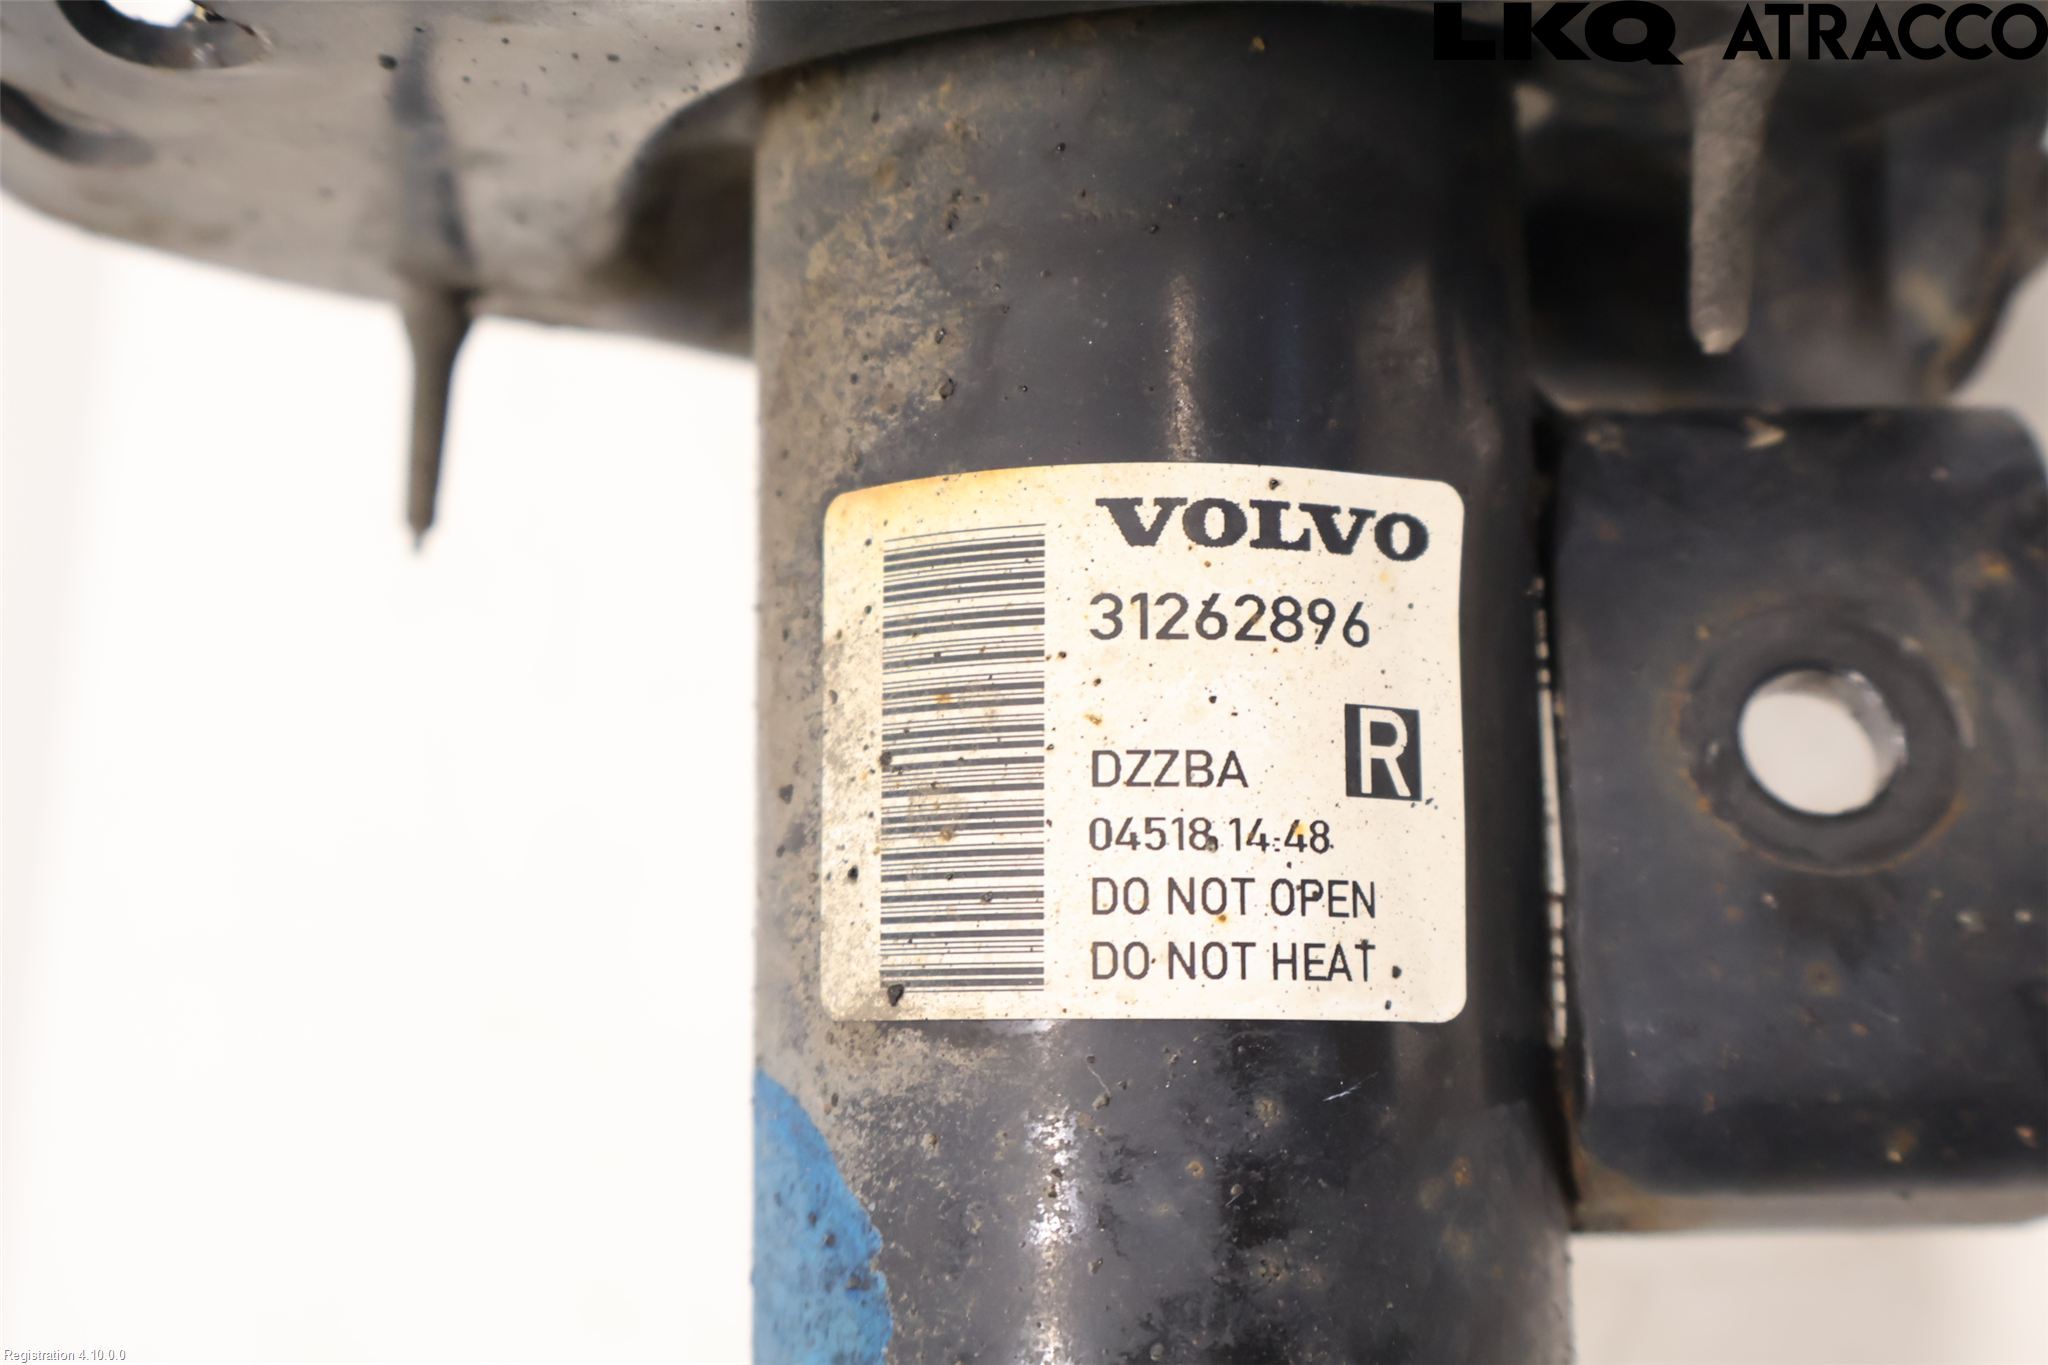 LKQ ATRACCO
VOLVO
31262896
R
DZZBA
04518 14:48
DO NOT OPEN
DO NOT HEAT
Registration 4.10.0.0